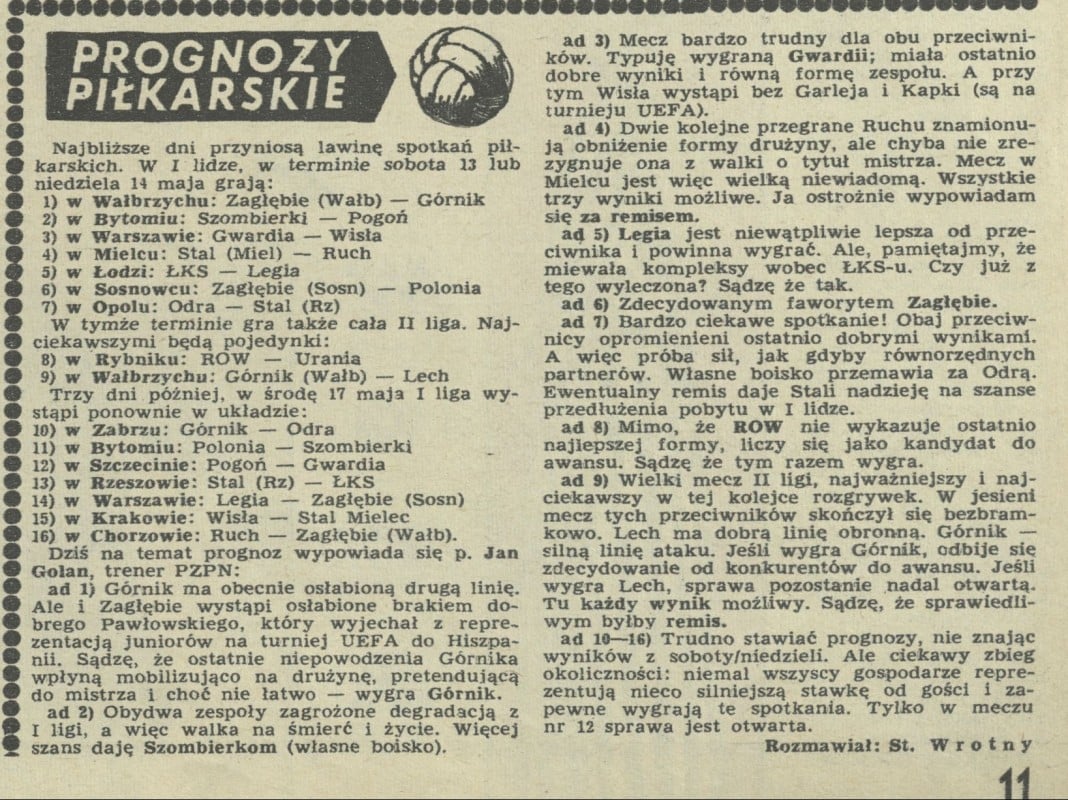 PROGNOZY
PIŁKARSKIE
Najbliższe dni przyniosą lawinę spotkań pił-
karskich. W I lidze, w terminie sobota 13 lub
niedziela 14 maja grają:
1) w Wałbrzychu: Zagłębie (Wałb) — Górnik
2) w Bytomiu: Szombierki — Pogoń
3) w Warszawie: Gwardia — Wisła
4) w Mielcu: Stal (Miel) — Ruch
5) w Łodzi: ŁKS — Legia
6) w Sosnowcu: Zagłębie (Sosn) — Polonia
7) w Opolu: Odra — Stal (Rz)
W tymże terminie gra także cała II liga. Naj-
ciekawszymi będą pojedynki:
8) w Rybniku: ROW — Urania
9) w Wałbrzychu: Górnik (Wałb) — Lech
Trzy dni później, w środę 17 maja I liga wy-
stąpi ponownie w układzie:
10) w Zabrzu: Górnik — Odra
11) w Bytomiu: Polonia — Szombierki
12) w Szczecinie: Pogoń — Gwardia
13) w Rzeszowie: Stal (Rz) — ŁKS
14) w Warszawie: Legia — Zagłębie (Sosn)
15) w Krakowie: Wisła — Stal Mielec
16) w Chorzowie: Ruch — Zagłębie (Wałb).
Dziś na temat prognoz wypowiada się p. Jan
Golan, trener PZPN:
ad 1) Górnik ma obecnie osłabioną drugą linię.
Ale i Zagłębie wystąpi osłabione brakiem do-
brego Pawłowskiego, który wyjechał z repre-
zentacją juniorów na turniej UEFA do Hiszpa-
nii. Sądzę, że ostatnie niepowodzenia Górnika
wpłyną mobilizująco na drużynę, pretendującą
do mistrza i choć nie łatwo — wygra Górnik.
ad 2) Obydwa zespoły zagrożone degradacją z
I ligi, a więc walka na śmierć i życie. Więcej
szans daję Szombierkom (własne boisko).
ad 3) Mecz bardzo trudny dla obu przeciwni-
ków. Typuję wygraną Gwardii; miała ostatnio
dobre wyniki i równą formę zespołu. A przy
tym Wisła wystąpi bez Garleja i Kapki (są na
turnieju UEFA).
ad 4) Dwie kolejne przegrane Ruchu znamionu-
ją obniżenie formy drużyny, ale chyba nie zre-
zygnuje ona z walki o tytuł mistrza. Mecz w
Mielcu jest więc wielką niewiadomą. Wszystkie
trzy wyniki możliwe. Ja ostrożnie wypowiadam
się za remisem.
ad 5) Legia jest niewątpliwie lepsza od prze-
ciwnika i powinna wygrać. Ale, pamiętajmy, że
miewała kompleksy wobec ŁKS-u. Czy już z
tego wyleczona? Sądzę że tak.
ad 6) Zdecydowanym faworytem Zagłębie.
ad 7) Bardzo ciekawe spotkanie! Obaj przeciw-
nicy opromienieni ostatnio dobrymi wynikami.
A więc próba sił, jak gdyby równorzędnych
partnerów. Własne boisko przemawia za Odrą.
Ewentualny remis daje Stali nadzieję na szanse
przedłużenia pobytu w I lidze.
ad 8) Mimo, że ROW nie wykazuje ostatnio
najlepszej formy, liczy się jako kandydat do
awansu. Sądzę że tym razem wygra.
ad 9) Wielki mecz II ligi, najważniejszy i naj-
ciekawszy w tej kolejce rozgrywek. W jesieni
mecz tych przeciwników skończył się bezbram-
kowo. Lech ma dobrą linię obronną. Górnik —
silną linię ataku. Jeśli wygra Górnik, odbije się
zdecydowanie od konkurentów do awansu. Jeśli
wygra Lech, sprawa pozostanie nadal otwartą.
Tu każdy wynik możliwy. Sądzę, że sprawiedli-
wym byłby remis.
ad 10—16) Trudno stawiać prognozy, nie znając
wyników z soboty/niedzieli. Ale ciekawy zbieg
okoliczności: niemal wszyscy gospodarze repre-
zentują nieco silniejszą stawkę od gości i za-
pewne wygrają te spotkania. Tylko w meczu
nr 12 sprawa jest otwarta.
Rozmawiał: St. Wrotny
11